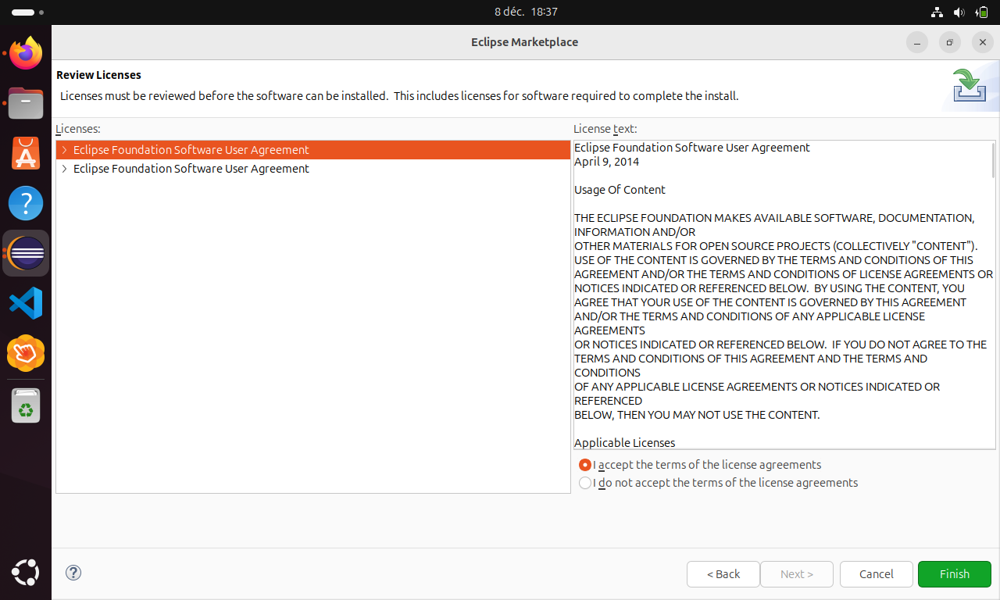 8 déc.  18:37
Eclipse Marketplace
Review Licenses
Licenses must be reviewed before the software can be installed.  This includes licenses for software required to complete the install.
Licenses:
Eclipse Foundation Software User Agreement
Eclipse Foundation Software User Agreement
License text:
Eclipse Foundation Software User Agreement
April 9, 2014
Usage Of Content
THE ECLIPSE FOUNDATION MAKES AVAILABLE SOFTWARE, DOCUMENTATION,
INFORMATION AND/OR
OTHER MATERIALS FOR OPEN SOURCE PROJECTS (COLLECTIVELY "CONTENT").
USE OF THE CONTENT IS GOVERNED BY THE TERMS AND CONDITIONS OF THIS
AGREEMENT AND/OR THE TERMS AND CONDITIONS OF LICENSE AGREEMENTS OR
NOTICES INDICATED OR REFERENCED BELOW.  BY USING THE CONTENT, YOU
AGREE THAT YOUR USE OF THE CONTENT IS GOVERNED BY THIS AGREEMENT
AND/OR THE TERMS AND CONDITIONS OF ANY APPLICABLE LICENSE
AGREEMENTS
OR NOTICES INDICATED OR REFERENCED BELOW.  IF YOU DO NOT AGREE TO THE
TERMS AND CONDITIONS OF THIS AGREEMENT AND THE TERMS AND
CONDITIONS
OF ANY APPLICABLE LICENSE AGREEMENTS OR NOTICES INDICATED OR
REFERENCED
BELOW, THEN YOU MAY NOT USE THE CONTENT.
Applicable Licenses
I accept the terms of the license agreements
I do not accept the terms of the license agreements
< Back
Next >
Cancel
Finish